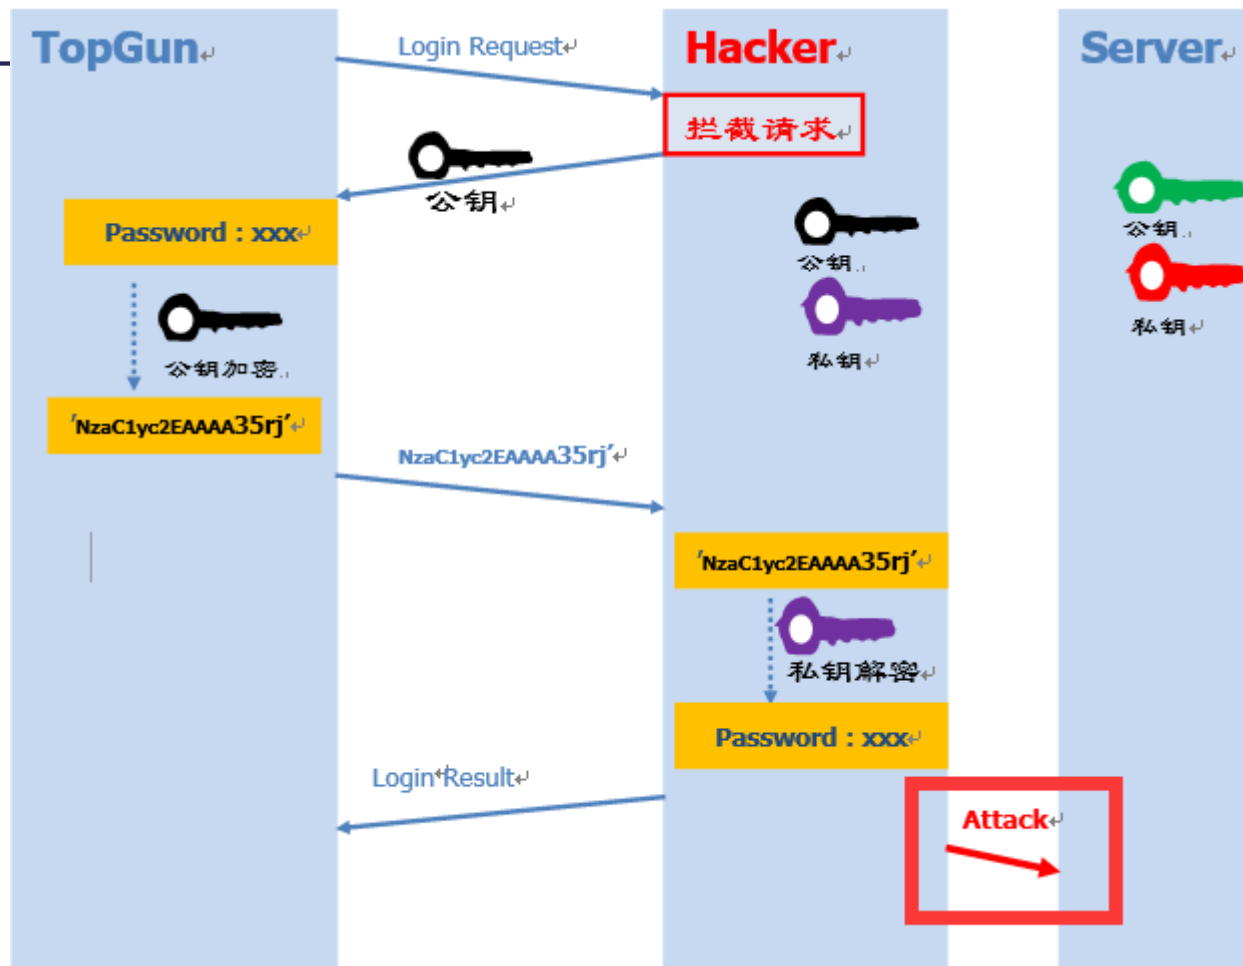 TopGun
Login Request
Hacker
Server
拦截请求
公钥
公钥
公钥
Password : xxx
私钥
私钥
公钥加密
'NzaC1yc2EAAAA35rj'
NzaC1yc2EAAAA35rj'
'NzaC1yc2EAAAA35rj'
私钥解密
Password : xxx
Login Result
Attack